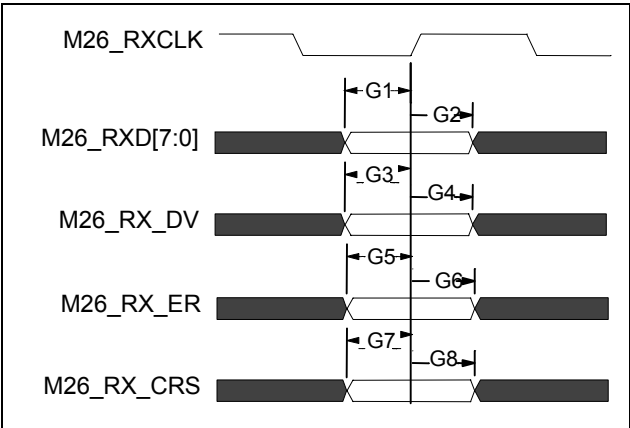 M26_RXCLK
G1
G2
M26_RXD[7:0]
G3
G4
M26_RX_DV
G5
G6
M26_RX_ER
G7
G8
M26_RX_CRS